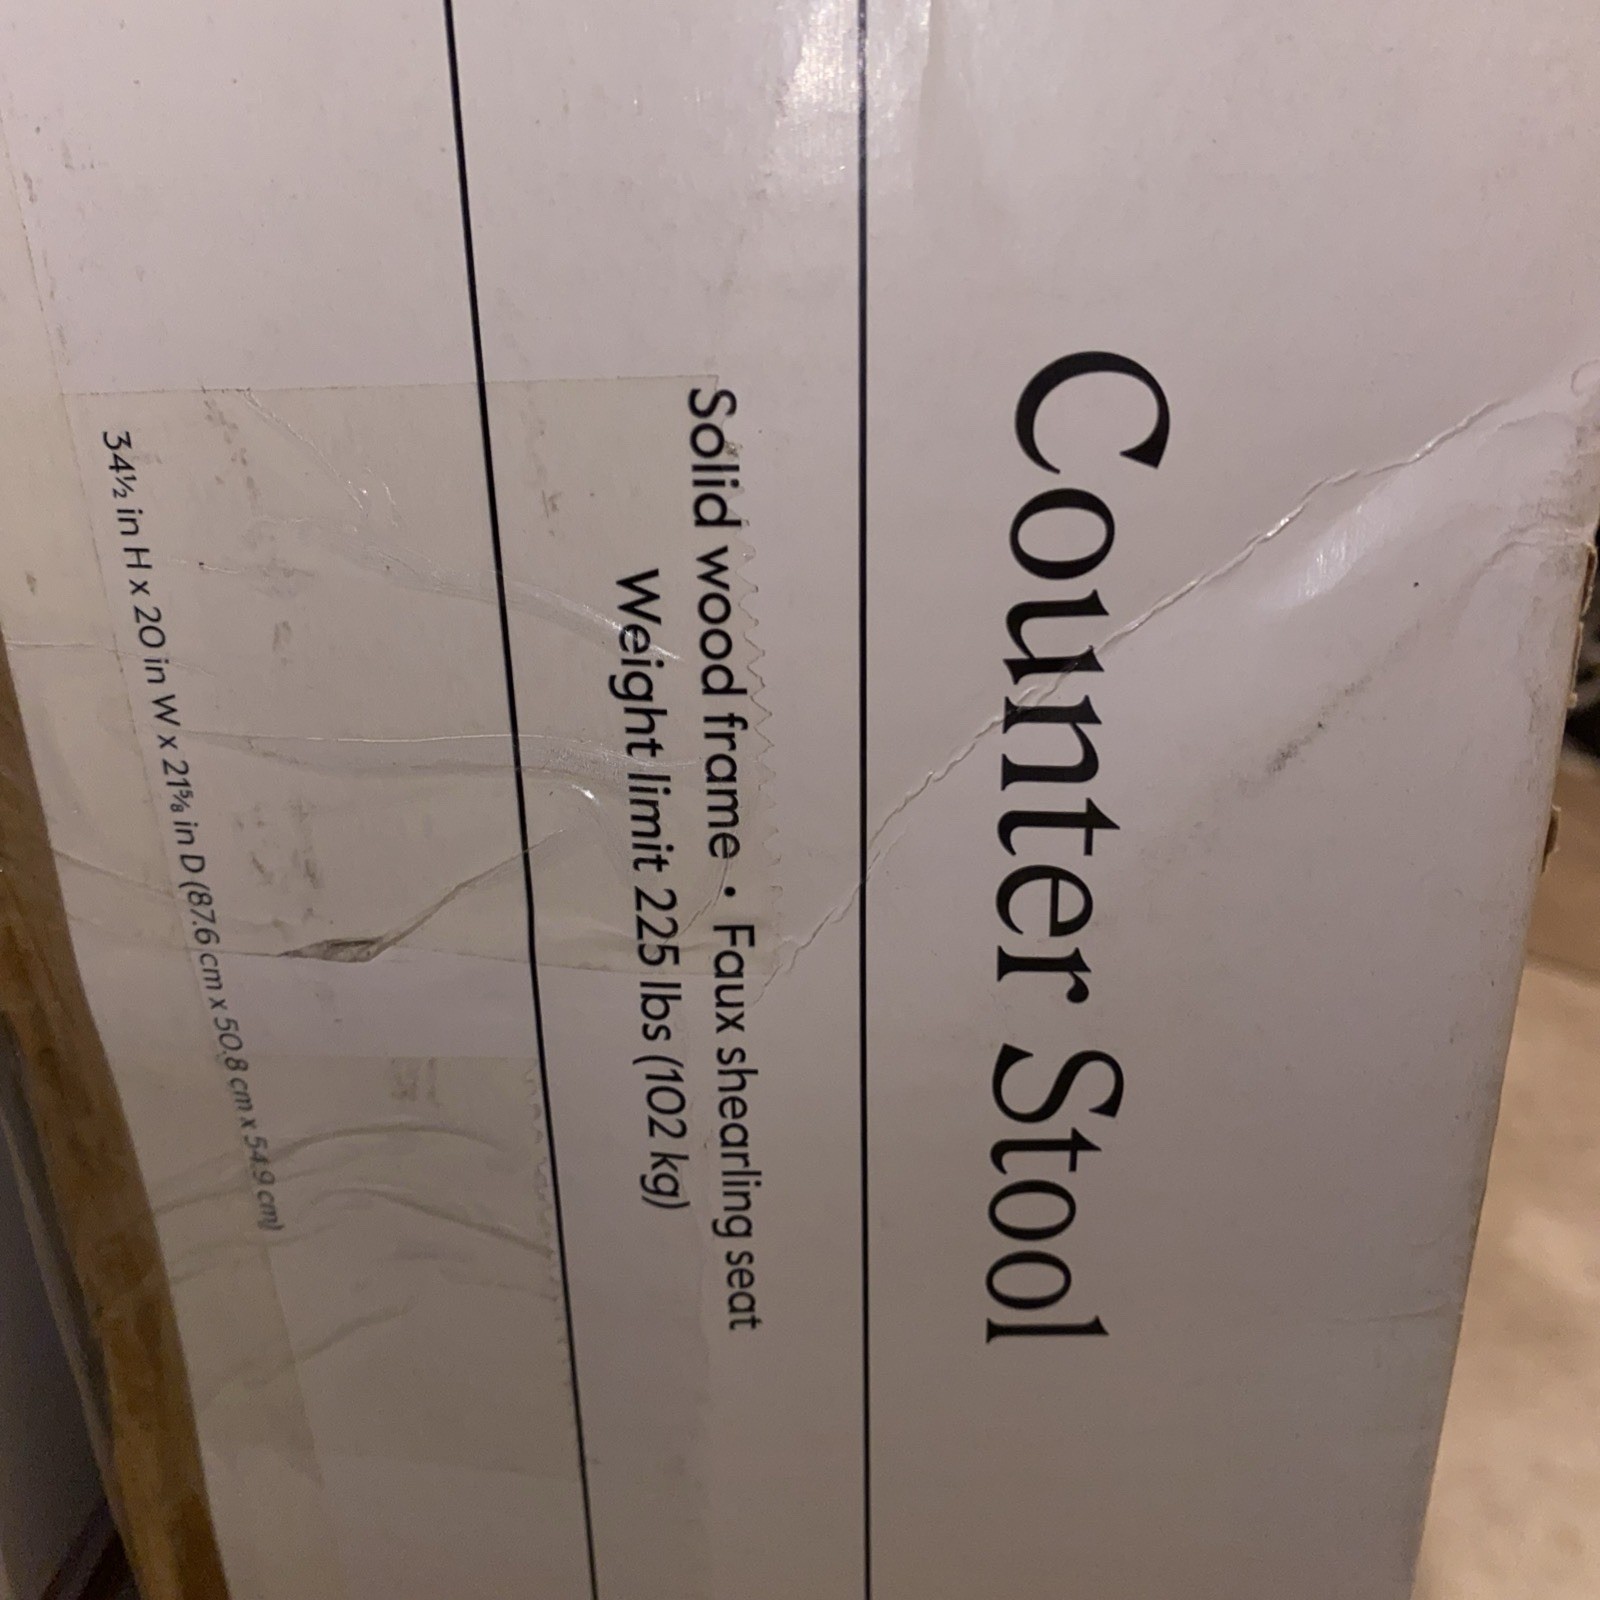 Counter Stool
Solid wood frame • Faux shearling seat
Weight limit 225 lbs (102 kg)
34½ in H x 20 in W x 21⅝ in D (87.6 cm x 50.8 cm x 54.9 cm)